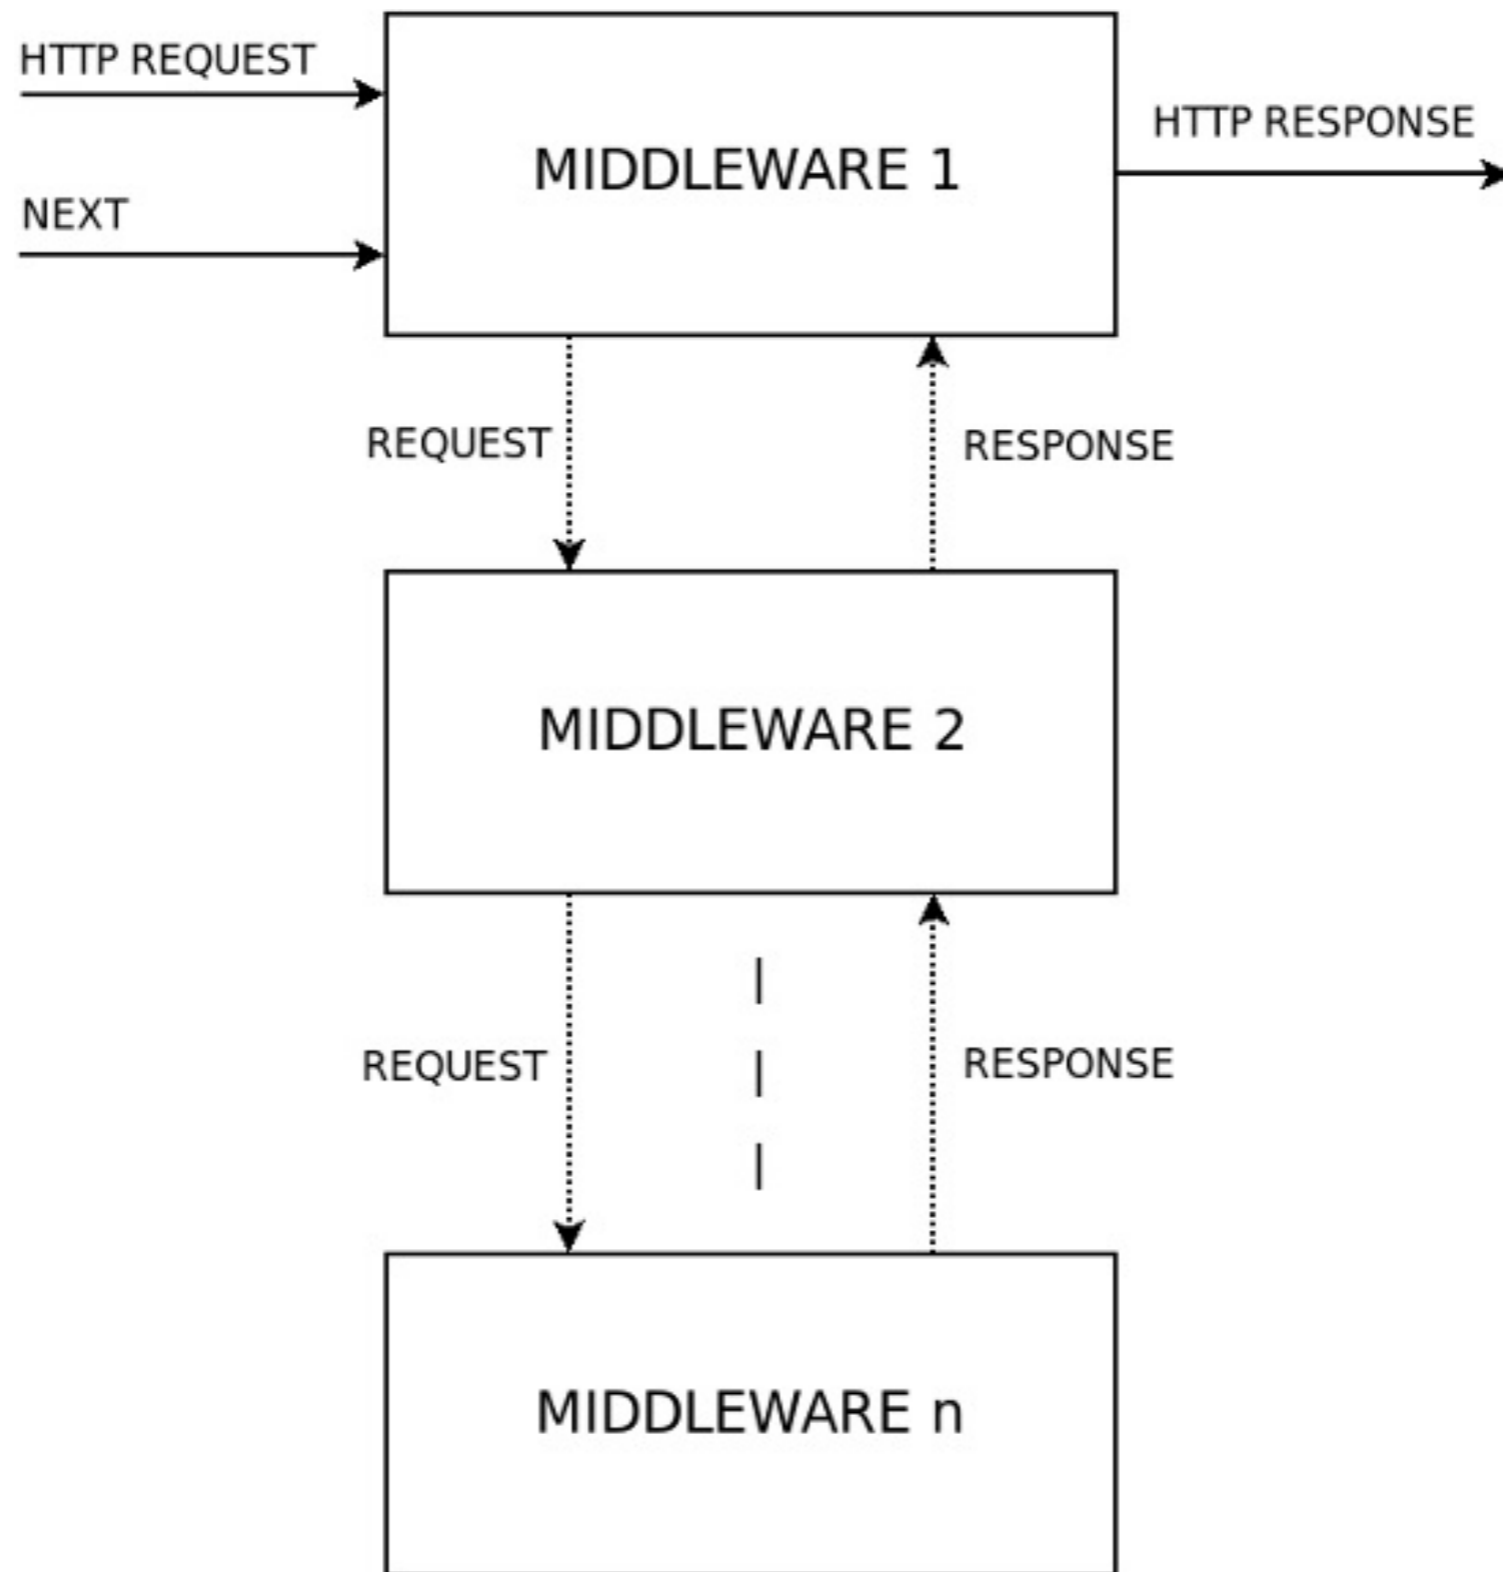 HTTP REQUEST
HTTP RESPONSE
MIDDLEWARE 1
NEXT
REQUEST
RESPONSE
MIDDLEWARE 2
REQUEST
RESPONSE
MIDDLEWARE n